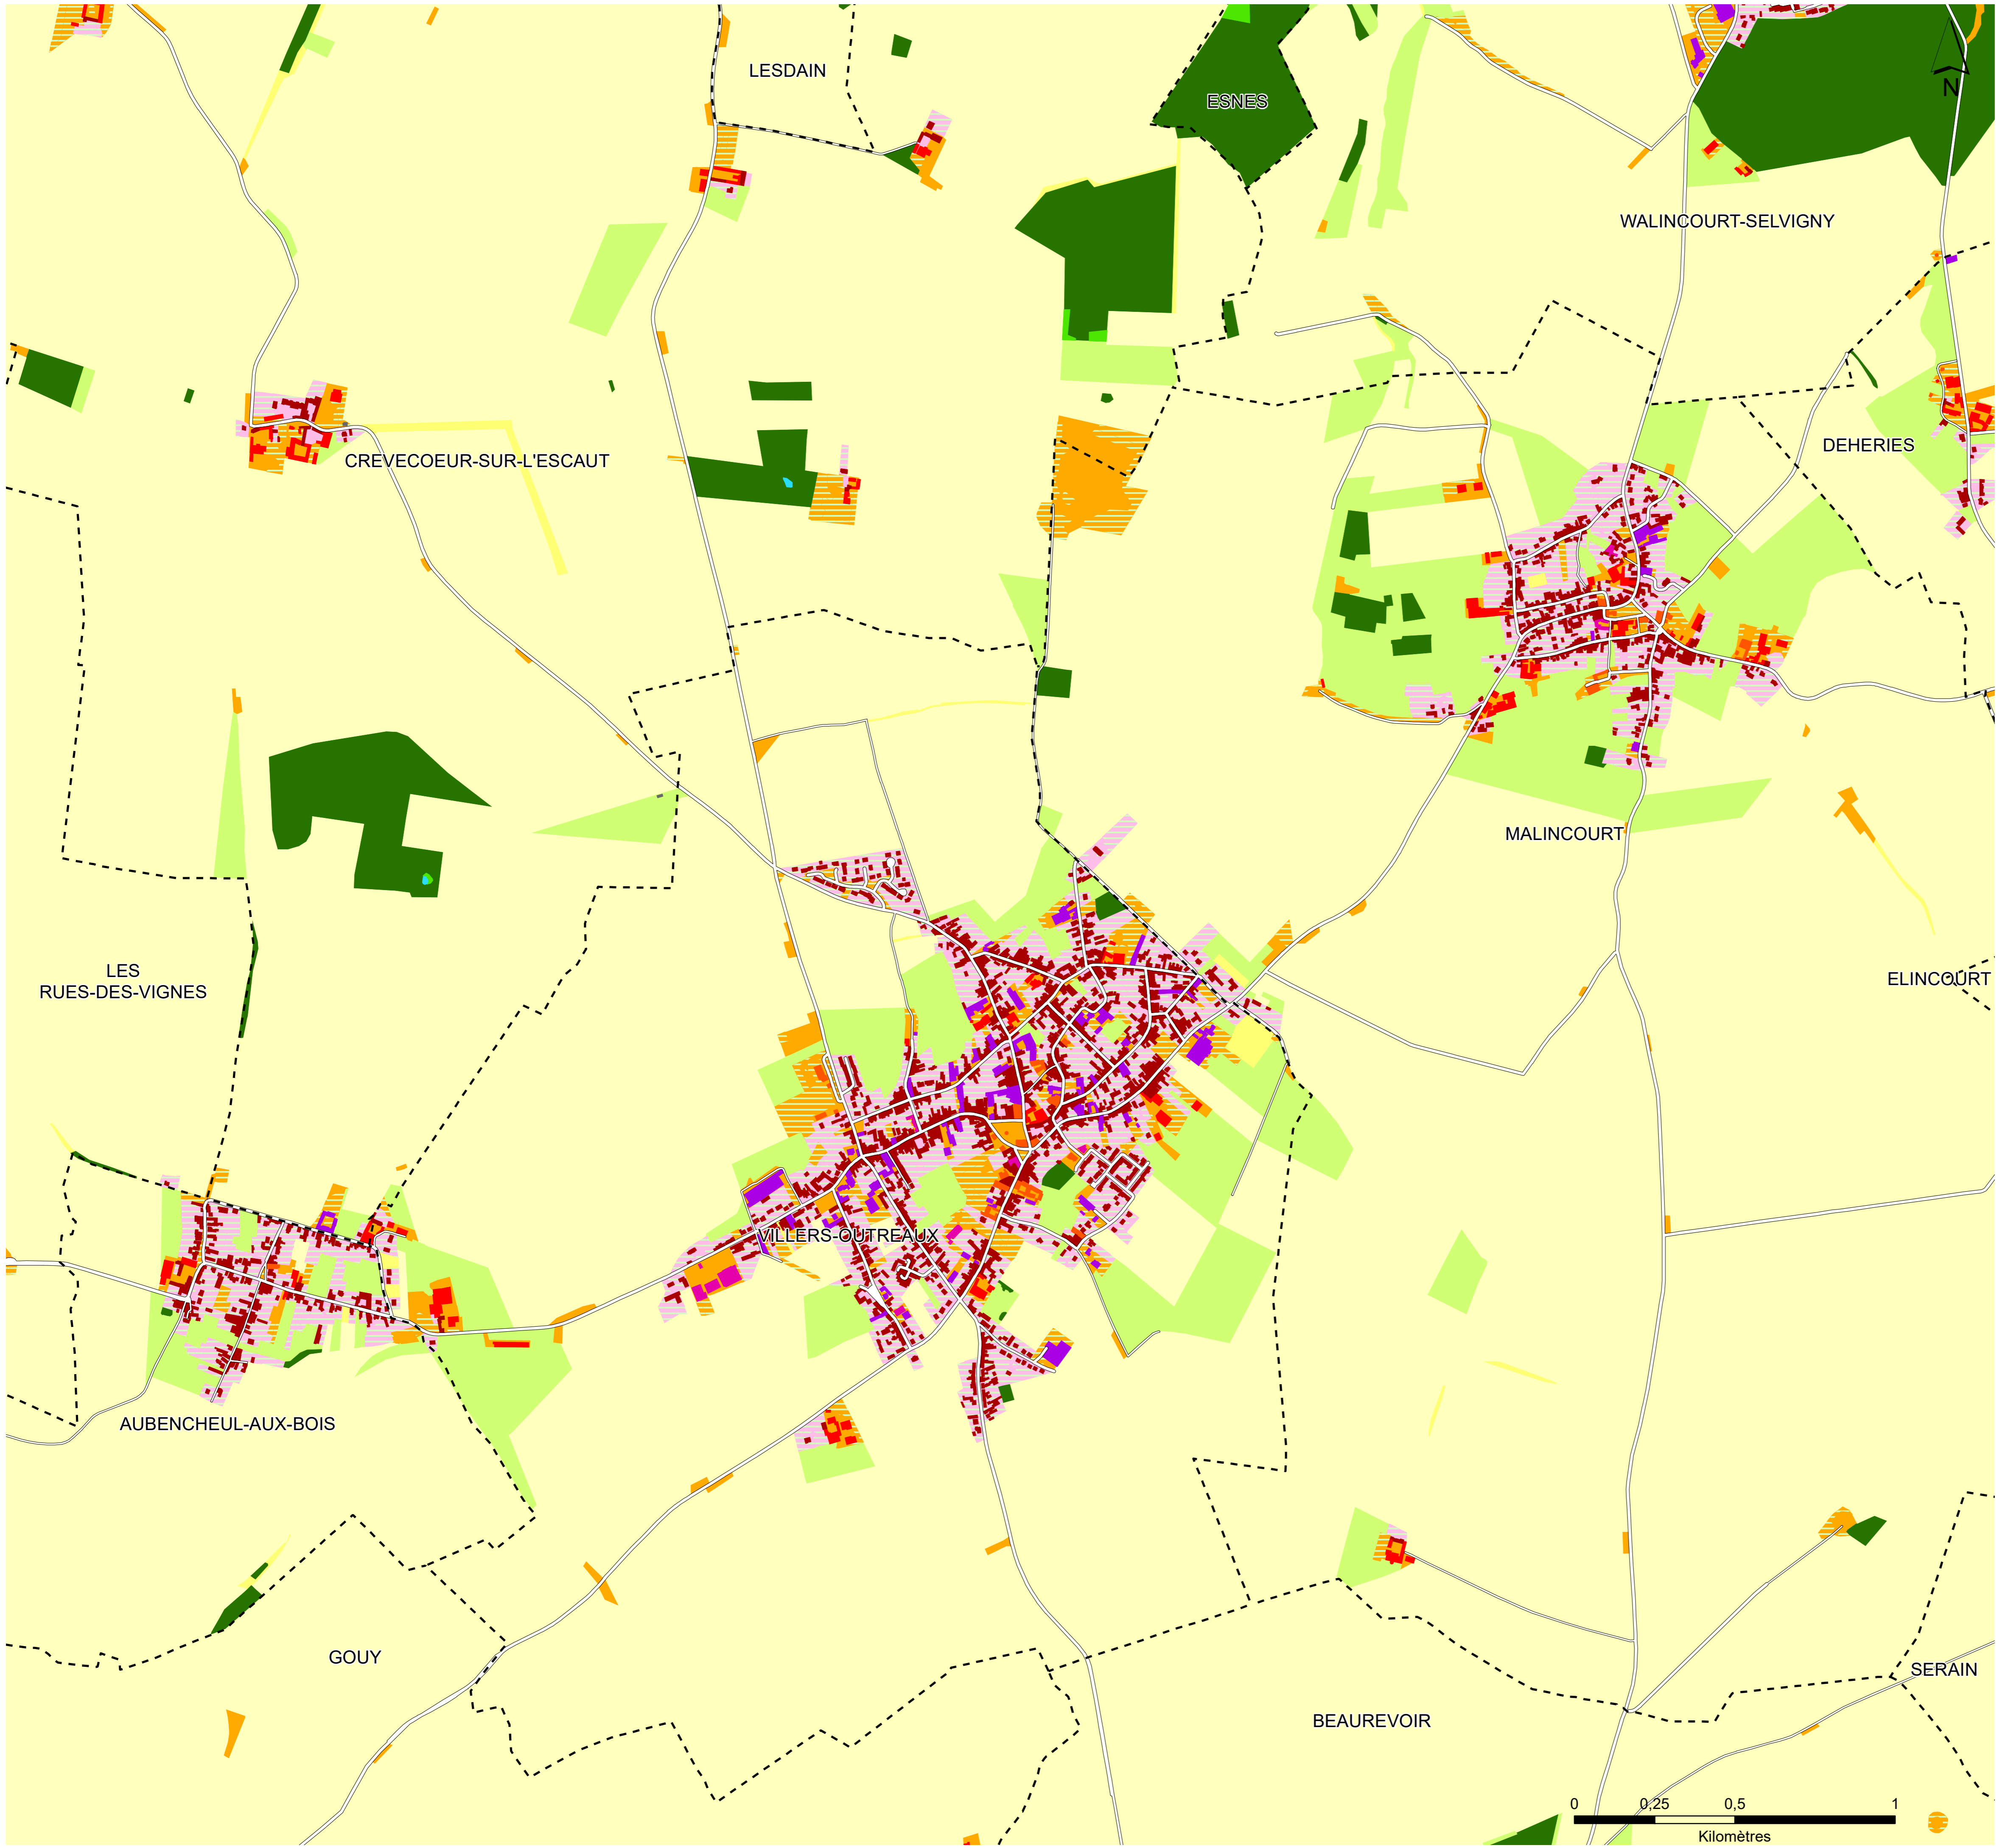 LESDAIN
ESNES
N
WALINCOURT-SELVIGNY
DEHERIES
CREVECOEUR-SUR-L'ESCAUT
MALINCOURT
LES
RUES-DES-VIGNES
ELINCOURT
VILLERS-OUTREAUX
AUBENCHEUL-AUX-BOIS
GOUY
SERAIN
BEAUREVOIR
0 0,25 0,5 1
Kilomètres